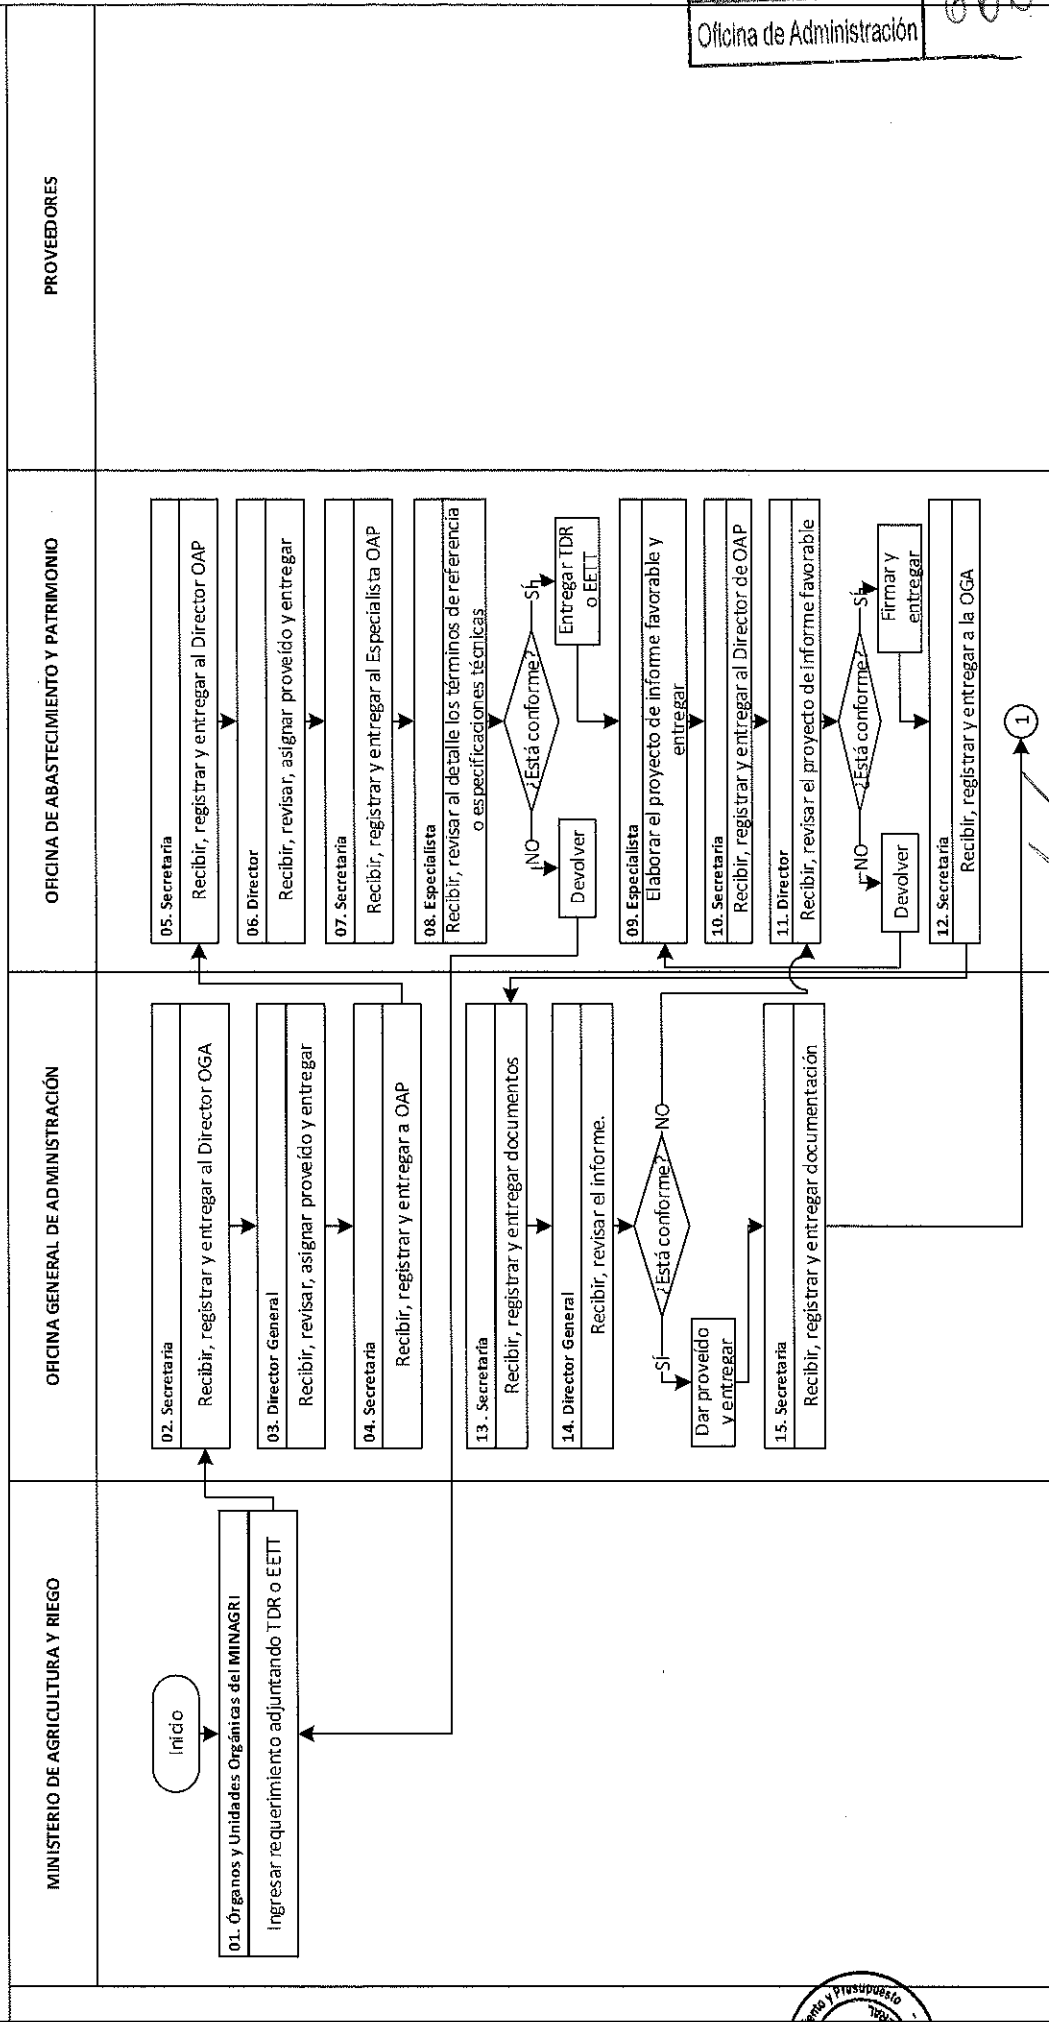 MINISTERIO DE AGRICULTURA Y RIEGO
OFICINA GENERAL DE ADMINISTRACIÓN
OFICINA DE ABASTECIMIENTO Y PATRIMONIO
PROVEEDORES
Inicio
01. Órganos y Unidades Orgánicas del MINAGRI
Ingresar requerimiento adjuntando TDR o EETT
02. Secretaria
Recibir, registrar y entregar al Director OGA
03. Director General
Recibir, revisar, asignar proveído y entregar
04. Secretaria
Recibir, registrar y entregar a OAP
05. Secretaria
Recibir, registrar y entregar al Director OAP
06. Director
Recibir, revisar, asignar proveído y entregar
07. Secretaria
Recibir, registrar y entregar al Especialista OAP
08. Especialista
Recibir, revisar al detalle los términos de referencia
o especificaciones técnicas
¿Está conforme?
NO
SÍ
Devolver
Entregar TDR
o EETT
09. Especialista
Elaborar el proyecto de informe favorable y
entregar
10. Secretaria
Recibir, registrar y entregar al Director de OAP
11. Director
Recibir, revisar el proyecto de informe favorable
¿Está conforme?
NO
SÍ
Devolver
Firmar y
entregar
12. Secretaria
Recibir, registrar y entregar a la OGA
13 . Secretaria
Recibir, registrar y entregar documentos
14. Director General
Recibir, revisar el informe.
¿Está conforme?
SÍ
NO
Dar proveído
y entregar
15. Secretaria
Recibir, registrar y entregar documentación
1
Oficina de Administración
Presupuesto